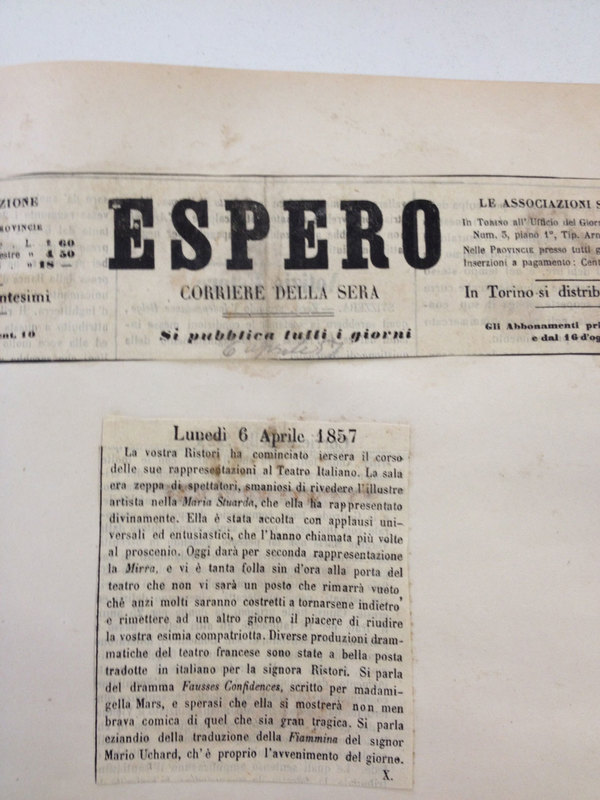 ZIONE
ROVINCIE
L 1 60
estre » 4 50
» 18 —
ntesimi
ESPERO
CORRIERE DELLA SERA
Si pubblica tutti i giorni
LE ASSOCIAZIONI S
In TORINO all' Ufficio del Gior
Num. 5, piano 1°, Tip. Arn
Nelle PROVINCIE presso tutti g
Inserzioni a pagamento: Cent
In Torino si distrib
Gli Abbonamenti pri
e dal 16 d'og
Lunedì 6 Aprile 1857
La vostra Ristori ha cominciato iersera il corso
delle sue rappresentazioni al Teatro Italiano. La sala
era zeppa di spettatori, smaniosi di rivedere l'illustre
artista nella Maria Stuarda, che ella ha rappresentato
divinamente. Ella è stata accolta con applausi uni-
versali ed entusiastici, che l'hanno chiamata più volte
al proscenio. Oggi darà per seconda rappresentazione
la Mirra, e vi è tanta folla sin d'ora alla porta del
teatro che non vi sarà un posto che rimarrà vuoto
chè anzi molti saranno costretti a tornarsene indietro
e rimettere ad un altro giorno il piacere di riudire
la vostra esimia compatriotta. Diverse produzioni dram-
matiche del teatro francese sono state a bella posta
tradotte in italiano per la signora Ristori. Si parla
del dramma Fausses Confidences, scritto per madami-
gella Mars, e sperasi che ella si mostrerà non men
brava comica di quel che sia gran tragica. Si parla
eziandio della traduzione della Fiammina del signor
Mario Uchard, ch'è proprio l'avvenimento del giorno.
X.